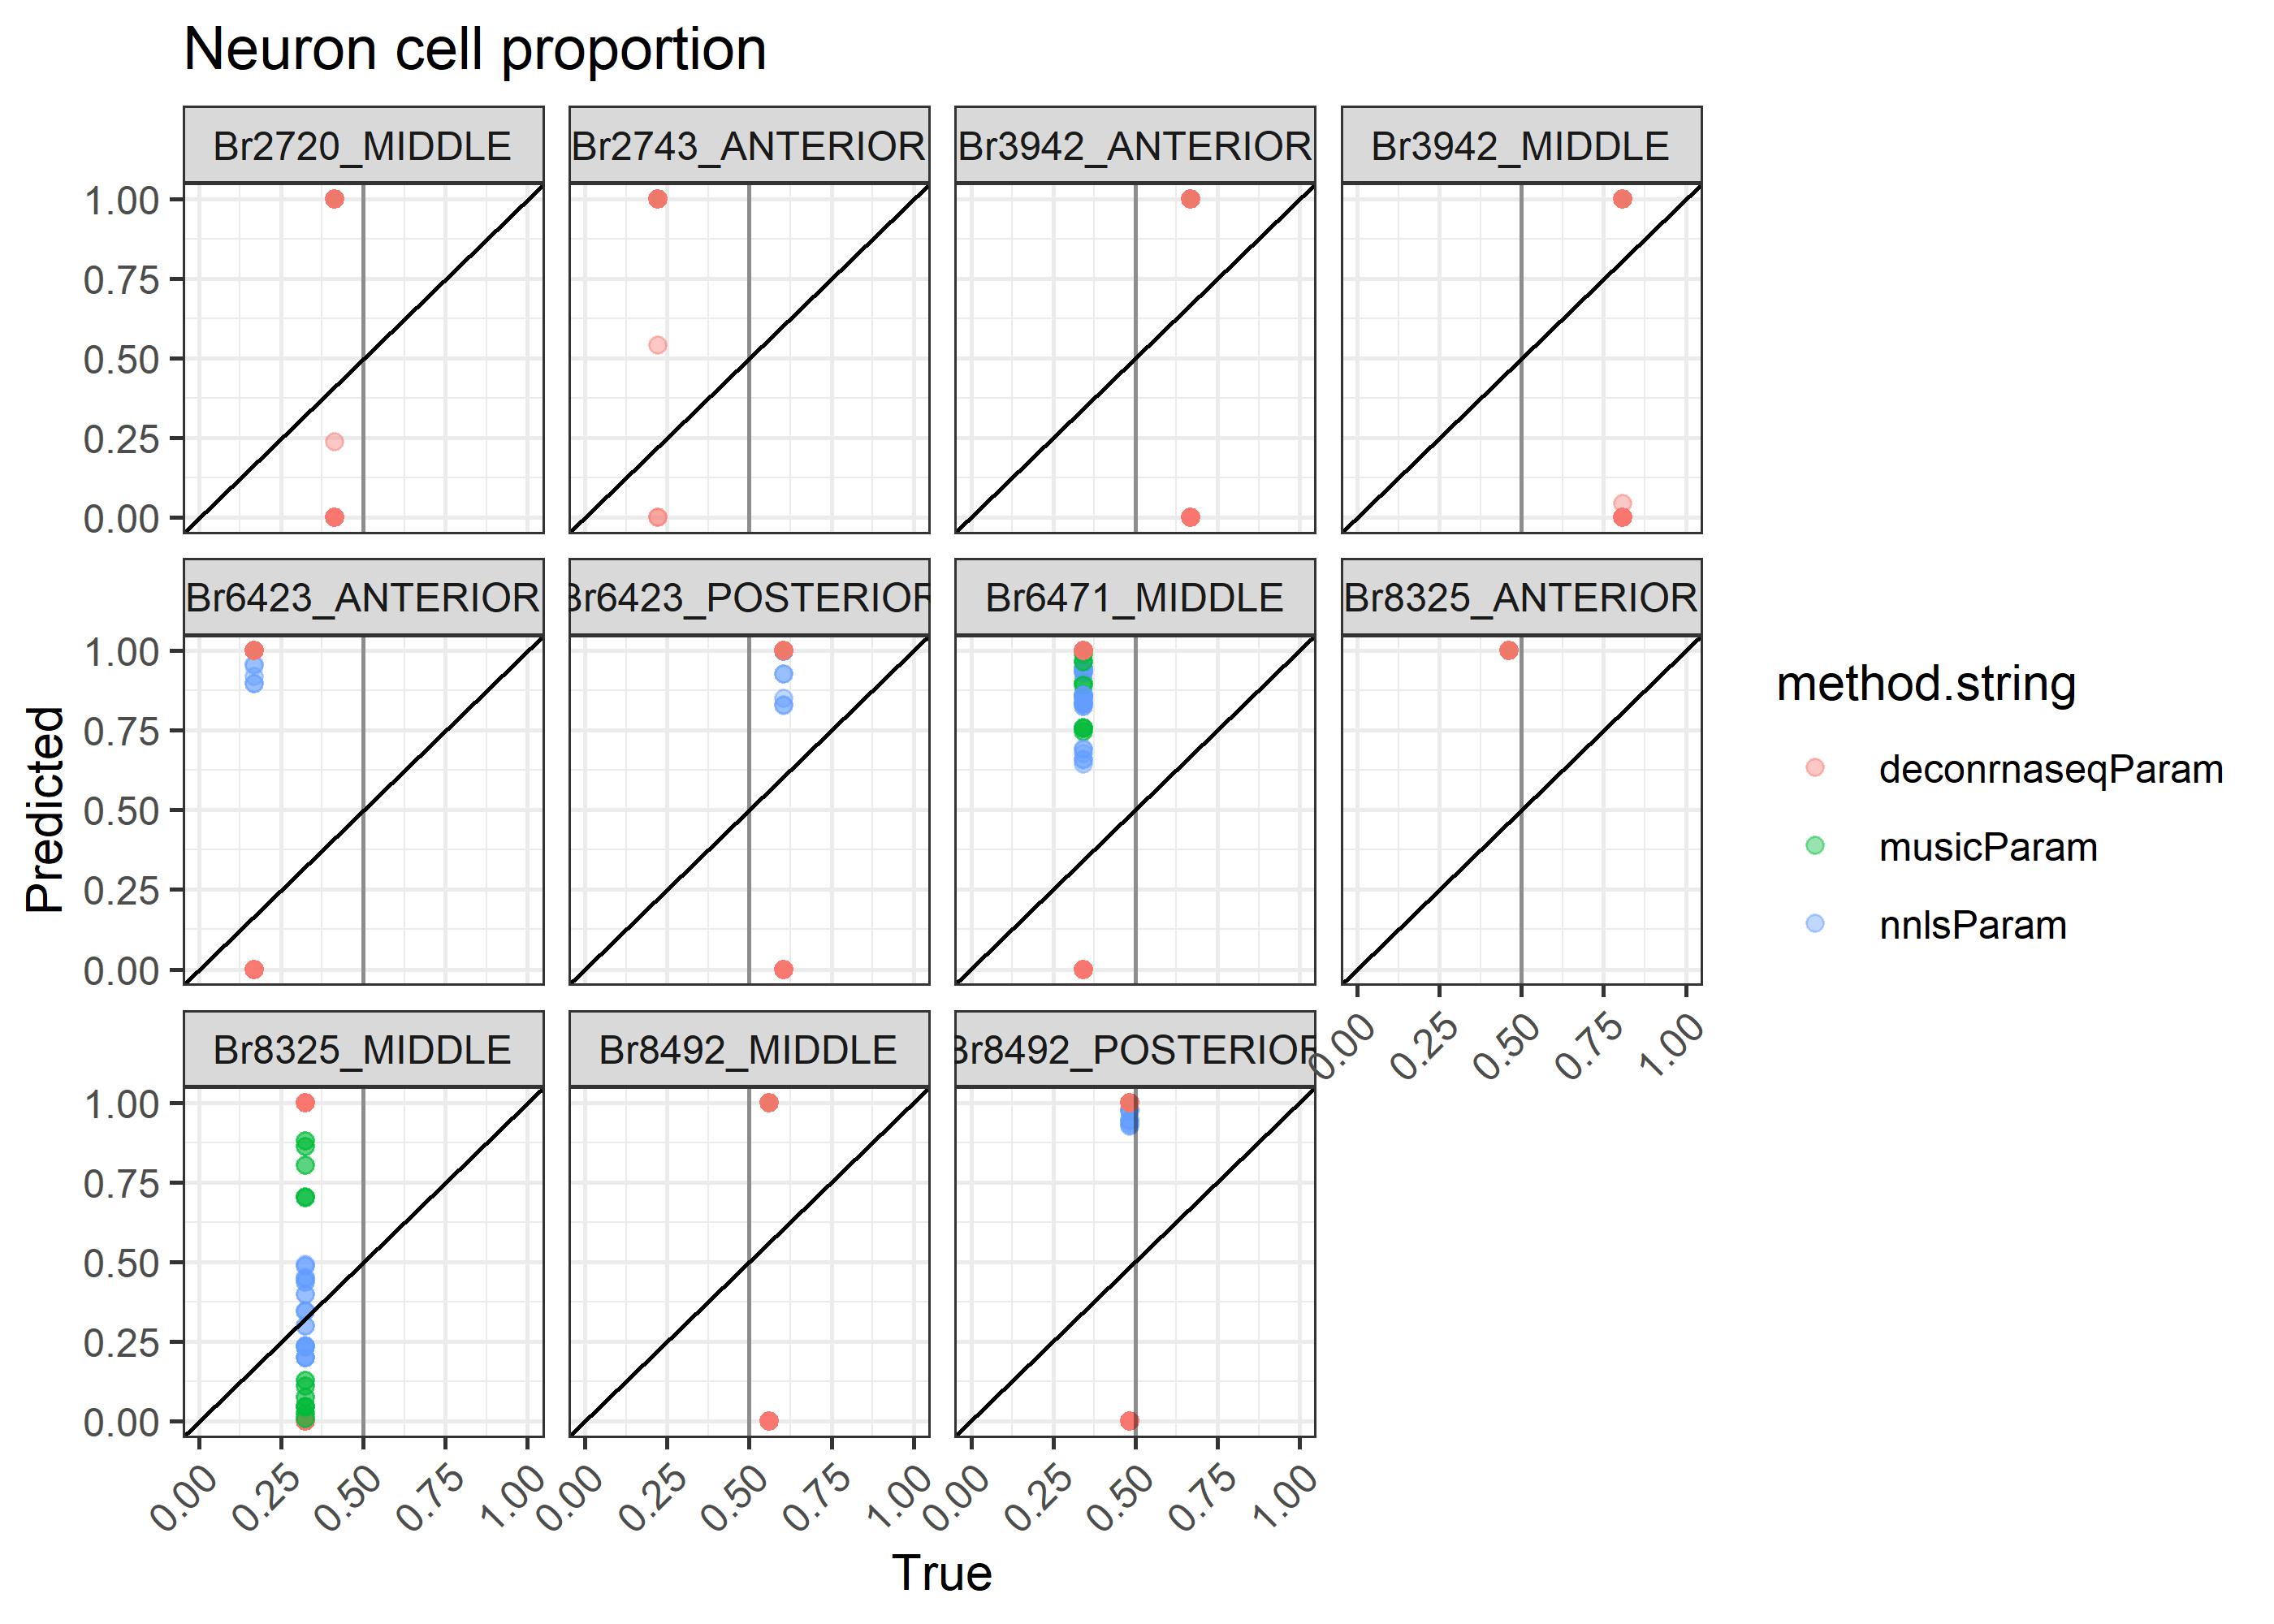 Neuron cell proportion
Br2720_MIDDLE Br2743_ANTERIOR Br3942_ANTERIOR Br3942_MIDDLE
1.00
0.75
0.50
0.25
0.00
Br6423_ANTERIOR Br6423_POSTERIOR Br6471_MIDDLE Br8325_ANTERIOR
1.00
0.75
0.50
0.25
0.00
0.00 0.25 0.50 0.75 1.00
Br8325_MIDDLE Br8492_MIDDLE Br8492_POSTERIOR
1.00
0.75
0.50
0.25
0.00
0.00 0.25 0.50 0.75 1.00 0.00 0.25 0.50 0.75 1.00 0.00 0.25 0.50 0.75 1.00
Predicted
True
method.string
deconrnaseqParam
musicParam
nnlsParam